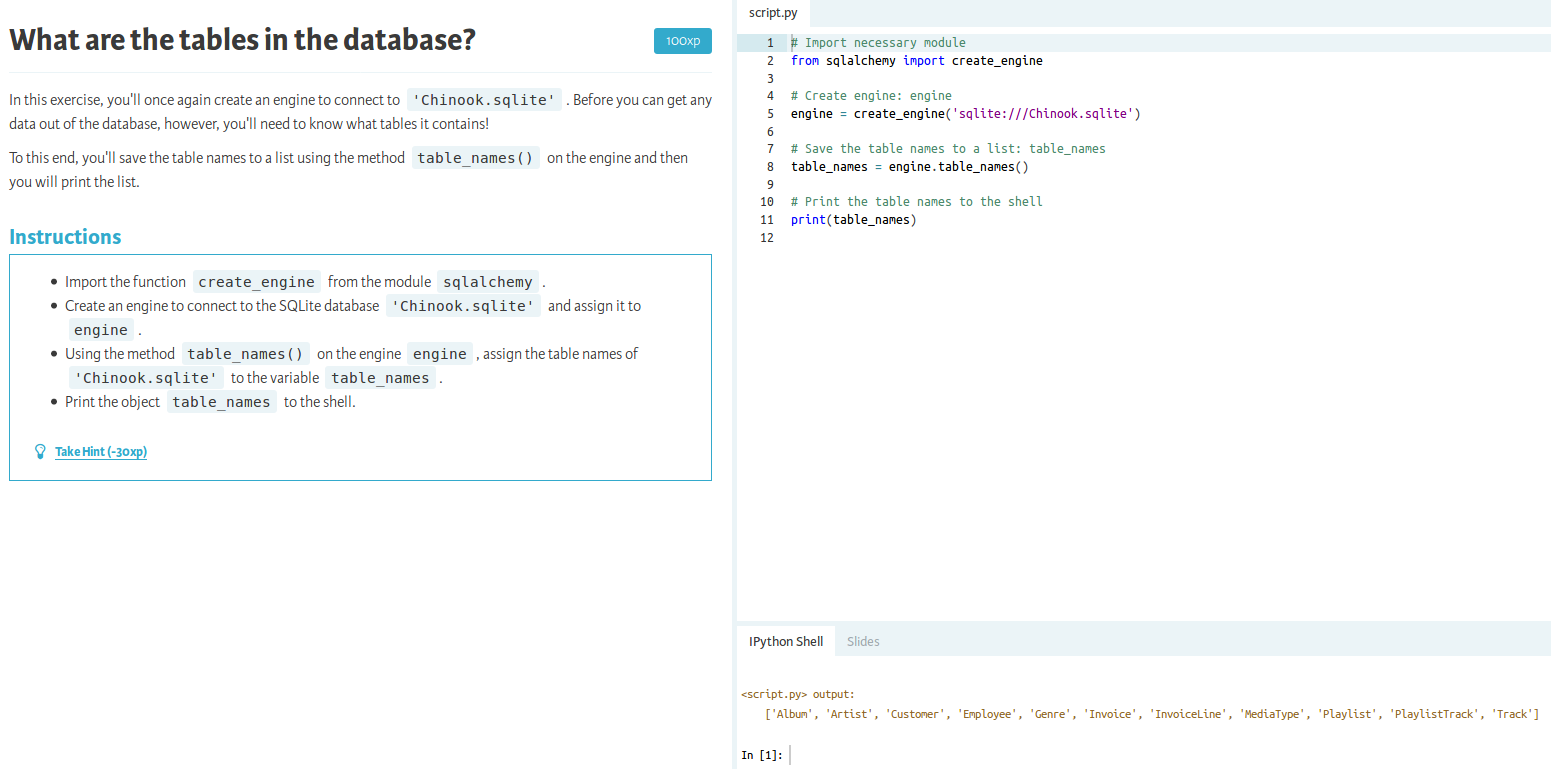 What are the tables in the database?
100xp
In this exercise, you'll once again create an engine to connect to 'Chinook.sqlite' . Before you can get any
data out of the database, however, you'll need to know what tables it contains!
To this end, you'll save the table names to a list using the method table_names() on the engine and then
you will print the list.
Instructions
• Import the function create_engine from the module sqlalchemy .
• Create an engine to connect to the SQLite database 'Chinook.sqlite' and assign it to
engine .
• Using the method table_names() on the engine engine , assign the table names of
'Chinook.sqlite' to the variable table_names .
• Print the object table_names to the shell.
Take Hint (-30xp)
script.py
1 # Import necessary module
2 from sqlalchemy import create_engine
3
4 # Create engine: engine
5 engine = create_engine('sqlite:///Chinook.sqlite')
6
7 # Save the table names to a list: table_names
8 table_names = engine.table_names()
9
10 # Print the table names to the shell
11 print(table_names)
12
IPython Shell
Slides
<script.py> output:
['Album', 'Artist', 'Customer', 'Employee', 'Genre', 'Invoice', 'InvoiceLine', 'MediaType', 'Playlist', 'PlaylistTrack', 'Track']
In [1]: